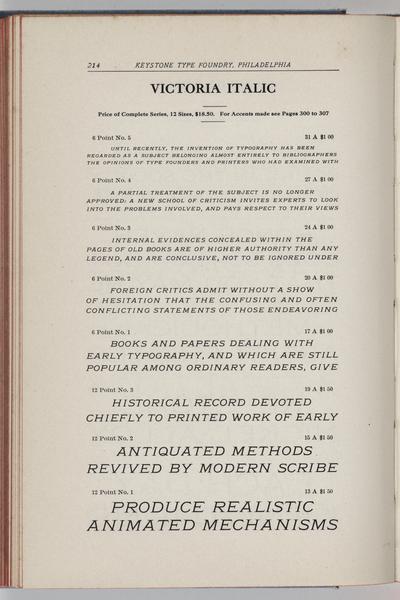 214 KEYSTONE TYPE FOUNDRY, PHILADELPHIA
VICTORIA ITALIC
Price of Complete Series, 12 Sizes, $18.50. For Accents made see Pages 300 to 307
6 Point No. 5 31 A $1 00
UNTIL RECENTLY, THE INVENTION OF TYPOGRAPHY HAS BEEN
REGARDED AS A SUBJECT BELONGING ALMOST ENTIRELY TO BIBLIOGRAPHERS
THE OPINIONS OF TYPE FOUNDERS AND PRINTERS WHO HAD EXAMINED WITH
6 Point No. 4 27 A $1 00
A PARTIAL TREATMENT OF THE SUBJECT IS NO LONGER
APPROVED: A NEW SCHOOL OF CRITICISM INVITES EXPERTS TO LOOK
INTO THE PROBLEMS INVOLVED, AND PAYS RESPECT TO THEIR VIEWS
6 Point No. 3 24 A $1 00
INTERNAL EVIDENCES CONCEALED WITHIN THE
PAGES OF OLD BOOKS ARE OF HIGHER AUTHORITY THAN ANY
LEGEND, AND ARE CONCLUSIVE, NOT TO BE IGNORED UNDER
6 Point No. 2 20 A $1 00
FOREIGN CRITICS ADMIT WITHOUT A SHOW
OF HESITATION THAT THE CONFUSING AND OFTEN
CONFLICTING STATEMENTS OF THOSE ENDEAVORING
6 Point No. 1 17 A $1 00
BOOKS AND PAPERS DEALING WITH
EARLY TYPOGRAPHY, AND WHICH ARE STILL
POPULAR AMONG ORDINARY READERS, GIVE
12 Point No. 3 19 A $1 50
HISTORICAL RECORD DEVOTED
CHIEFLY TO PRINTED WORK OF EARLY
12 Point No. 2 15 A $1 50
ANTIQUATED METHODS
REVIVED BY MODERN SCRIBE
12 Point No. 1 13 A $1 50
PRODUCE REALISTIC
ANIMATED MECHANISMS